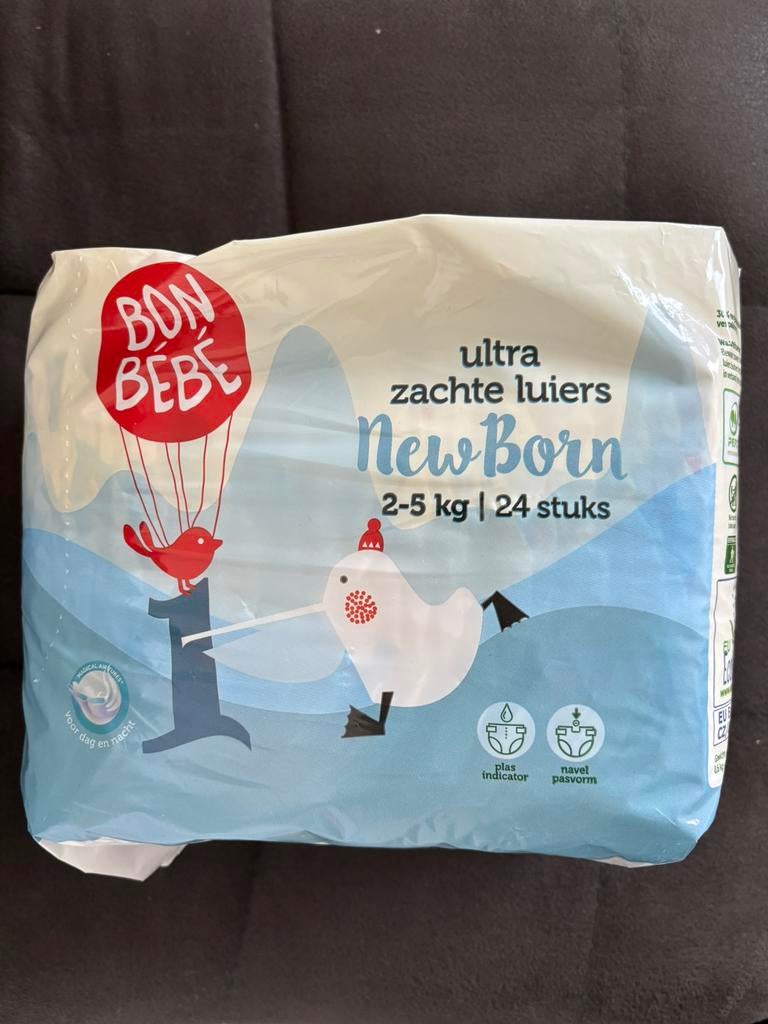 BON
BÉBÉ
ultra
zachte luiers
NewBorn
2-5 kg | 24 stuks
1
voor dag en nacht
plas
indicator
navel
pasvorm